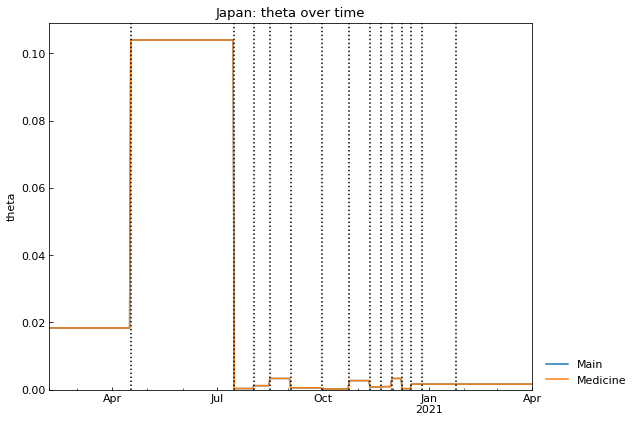 Japan: theta over time
theta
0.10
0.08
0.06
0.04
0.02
0.00
Apr
Jul
Oct
Jan
2021
Apr
Main
Medicine